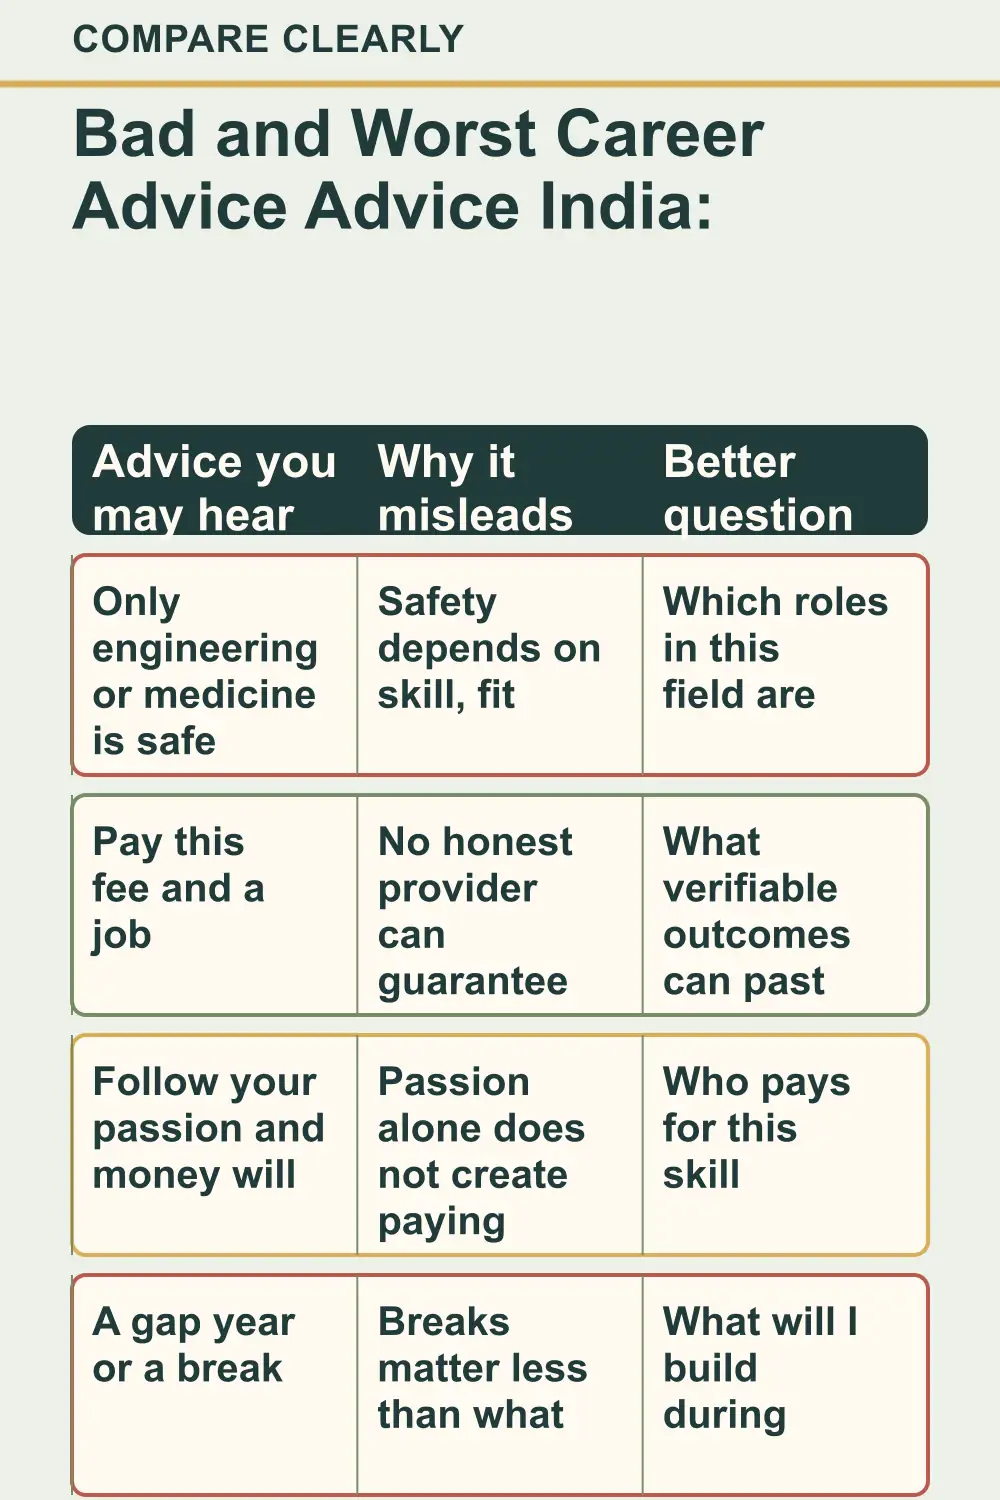 COMPARE CLEARLY
Bad and Worst Career
Advice Advice India:
Advice you
may hear
Why it
misleads
Better
question
Only
engineering
or medicine
is safe
Safety
depends on
skill, fit
Which roles
in this
field are
Pay this
fee and a
job
No honest
provider
can
guarantee
What
verifiable
outcomes
can past
Follow your
passion and
money will
Passion
alone does
not create
paying
Who pays
for this
skill
A gap year
or a break
Breaks
matter less
than what
What will I
build
during